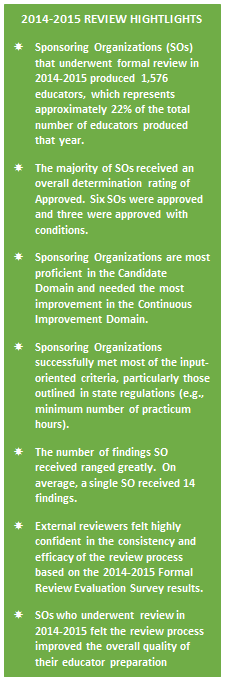 2014-2015 REVIEW HIGHTLIGHTS
✷ Sponsoring Organizations (SOs)
that underwent formal review in
2014-2015 produced 1,576
educators, which represents
approximately 22% of the total
number of educators produced
that year.
✷ The majority of SOs received an
overall determination rating of
Approved. Six SOs were approved
and three were approved with
conditions.
✷ Sponsoring Organizations are most
proficient in the Candidate
Domain and needed the most
improvement in the Continuous
Improvement Domain.
✷ Sponsoring Organizations
successfully met most of the input-
oriented criteria, particularly those
outlined in state regulations (e.g.,
minimum number of practicum
hours).
✷ The number of findings SO
received ranged greatly. On
average, a single SO received 14
findings.
✷ External reviewers felt highly
confident in the consistency and
efficacy of the review process
based on the 2014-2015 Formal
Review Evaluation Survey results.
✷ SOs who underwent review in
2014-2015 felt the review process
improved the overall quality of
their educator preparation